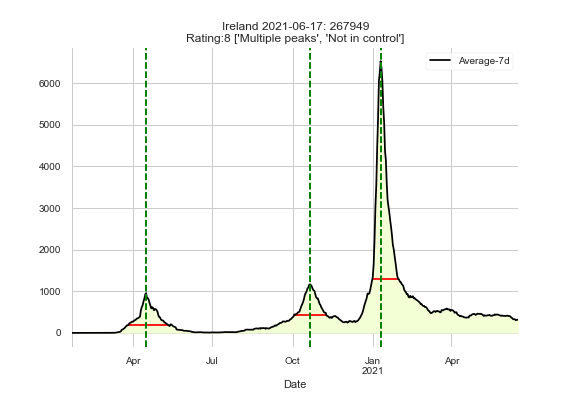 Ireland 2021-06-17: 267949
Rating:8 ['Multiple peaks', 'Not in control']
Average-7d
6000
5000
4000
3000
2000
1000
0
Apr
Jul
Oct
Jan
2021
Apr
Date